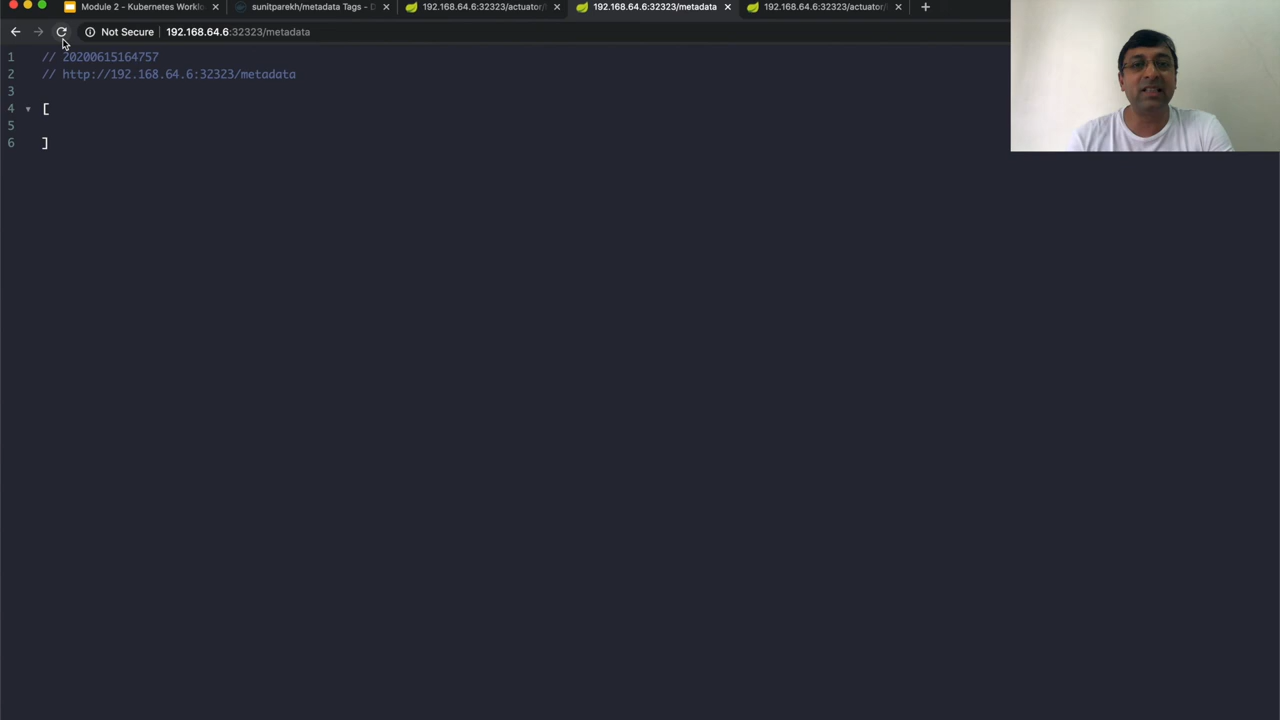 Module 2 - Kubernetes Worklo
sunitparekh/metadata Tags - D
192.168.64.6:32323/actuator/
192.168.64.6:32323/metadata
192.168.64.6:32323/actuator/
Not Secure
192.168.64.6:32323/metadata
1 // 20200615164757
2 // http://192.168.64.6:32323/metadata
3
4 [
5
6 ]